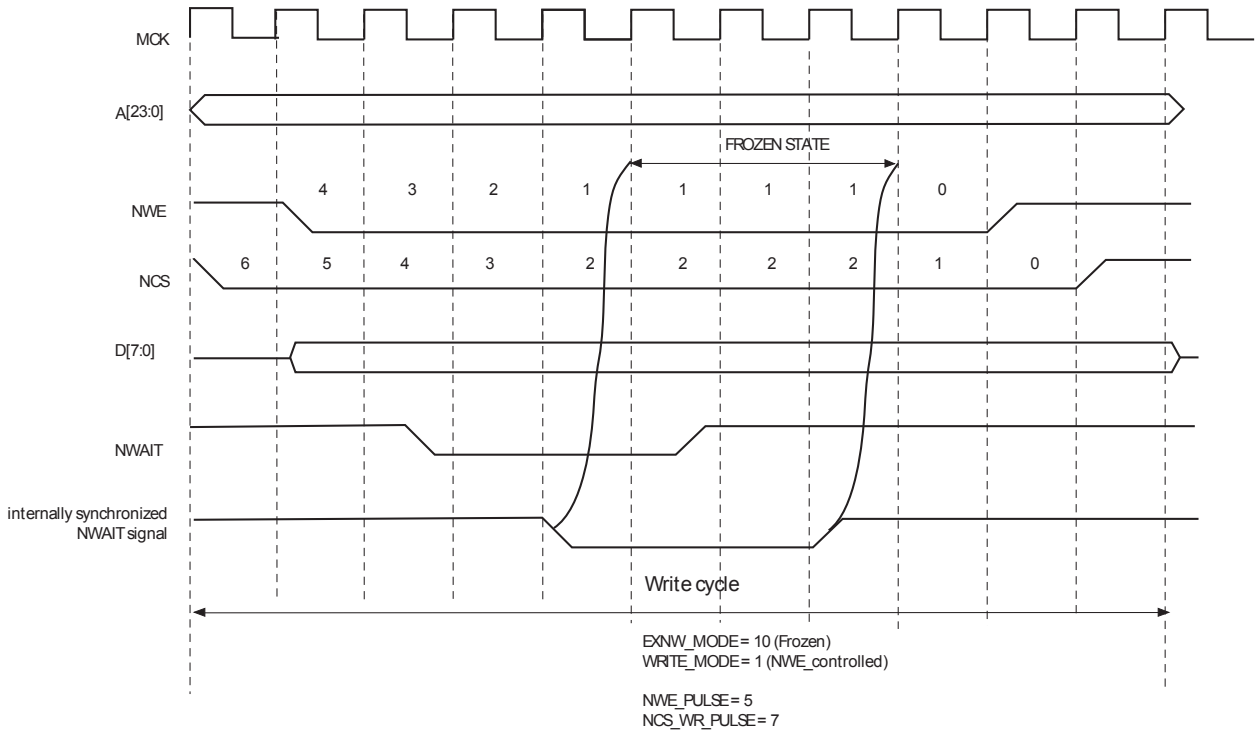 MCK
A[23:0]
FROZEN STATE
4 3 2 1 1 1 1 0
NWE
6 5 4 3 2 2 2 2 1 0
NCS
D[7:0]
NWAIT
internally synchronized
NWAIT signal
Write cycle
EXNW_MODE = 10 (Frozen)
WRITE_MODE = 1 (NWE_controlled)
NWE_PULSE = 5
NCS_WR_PULSE = 7